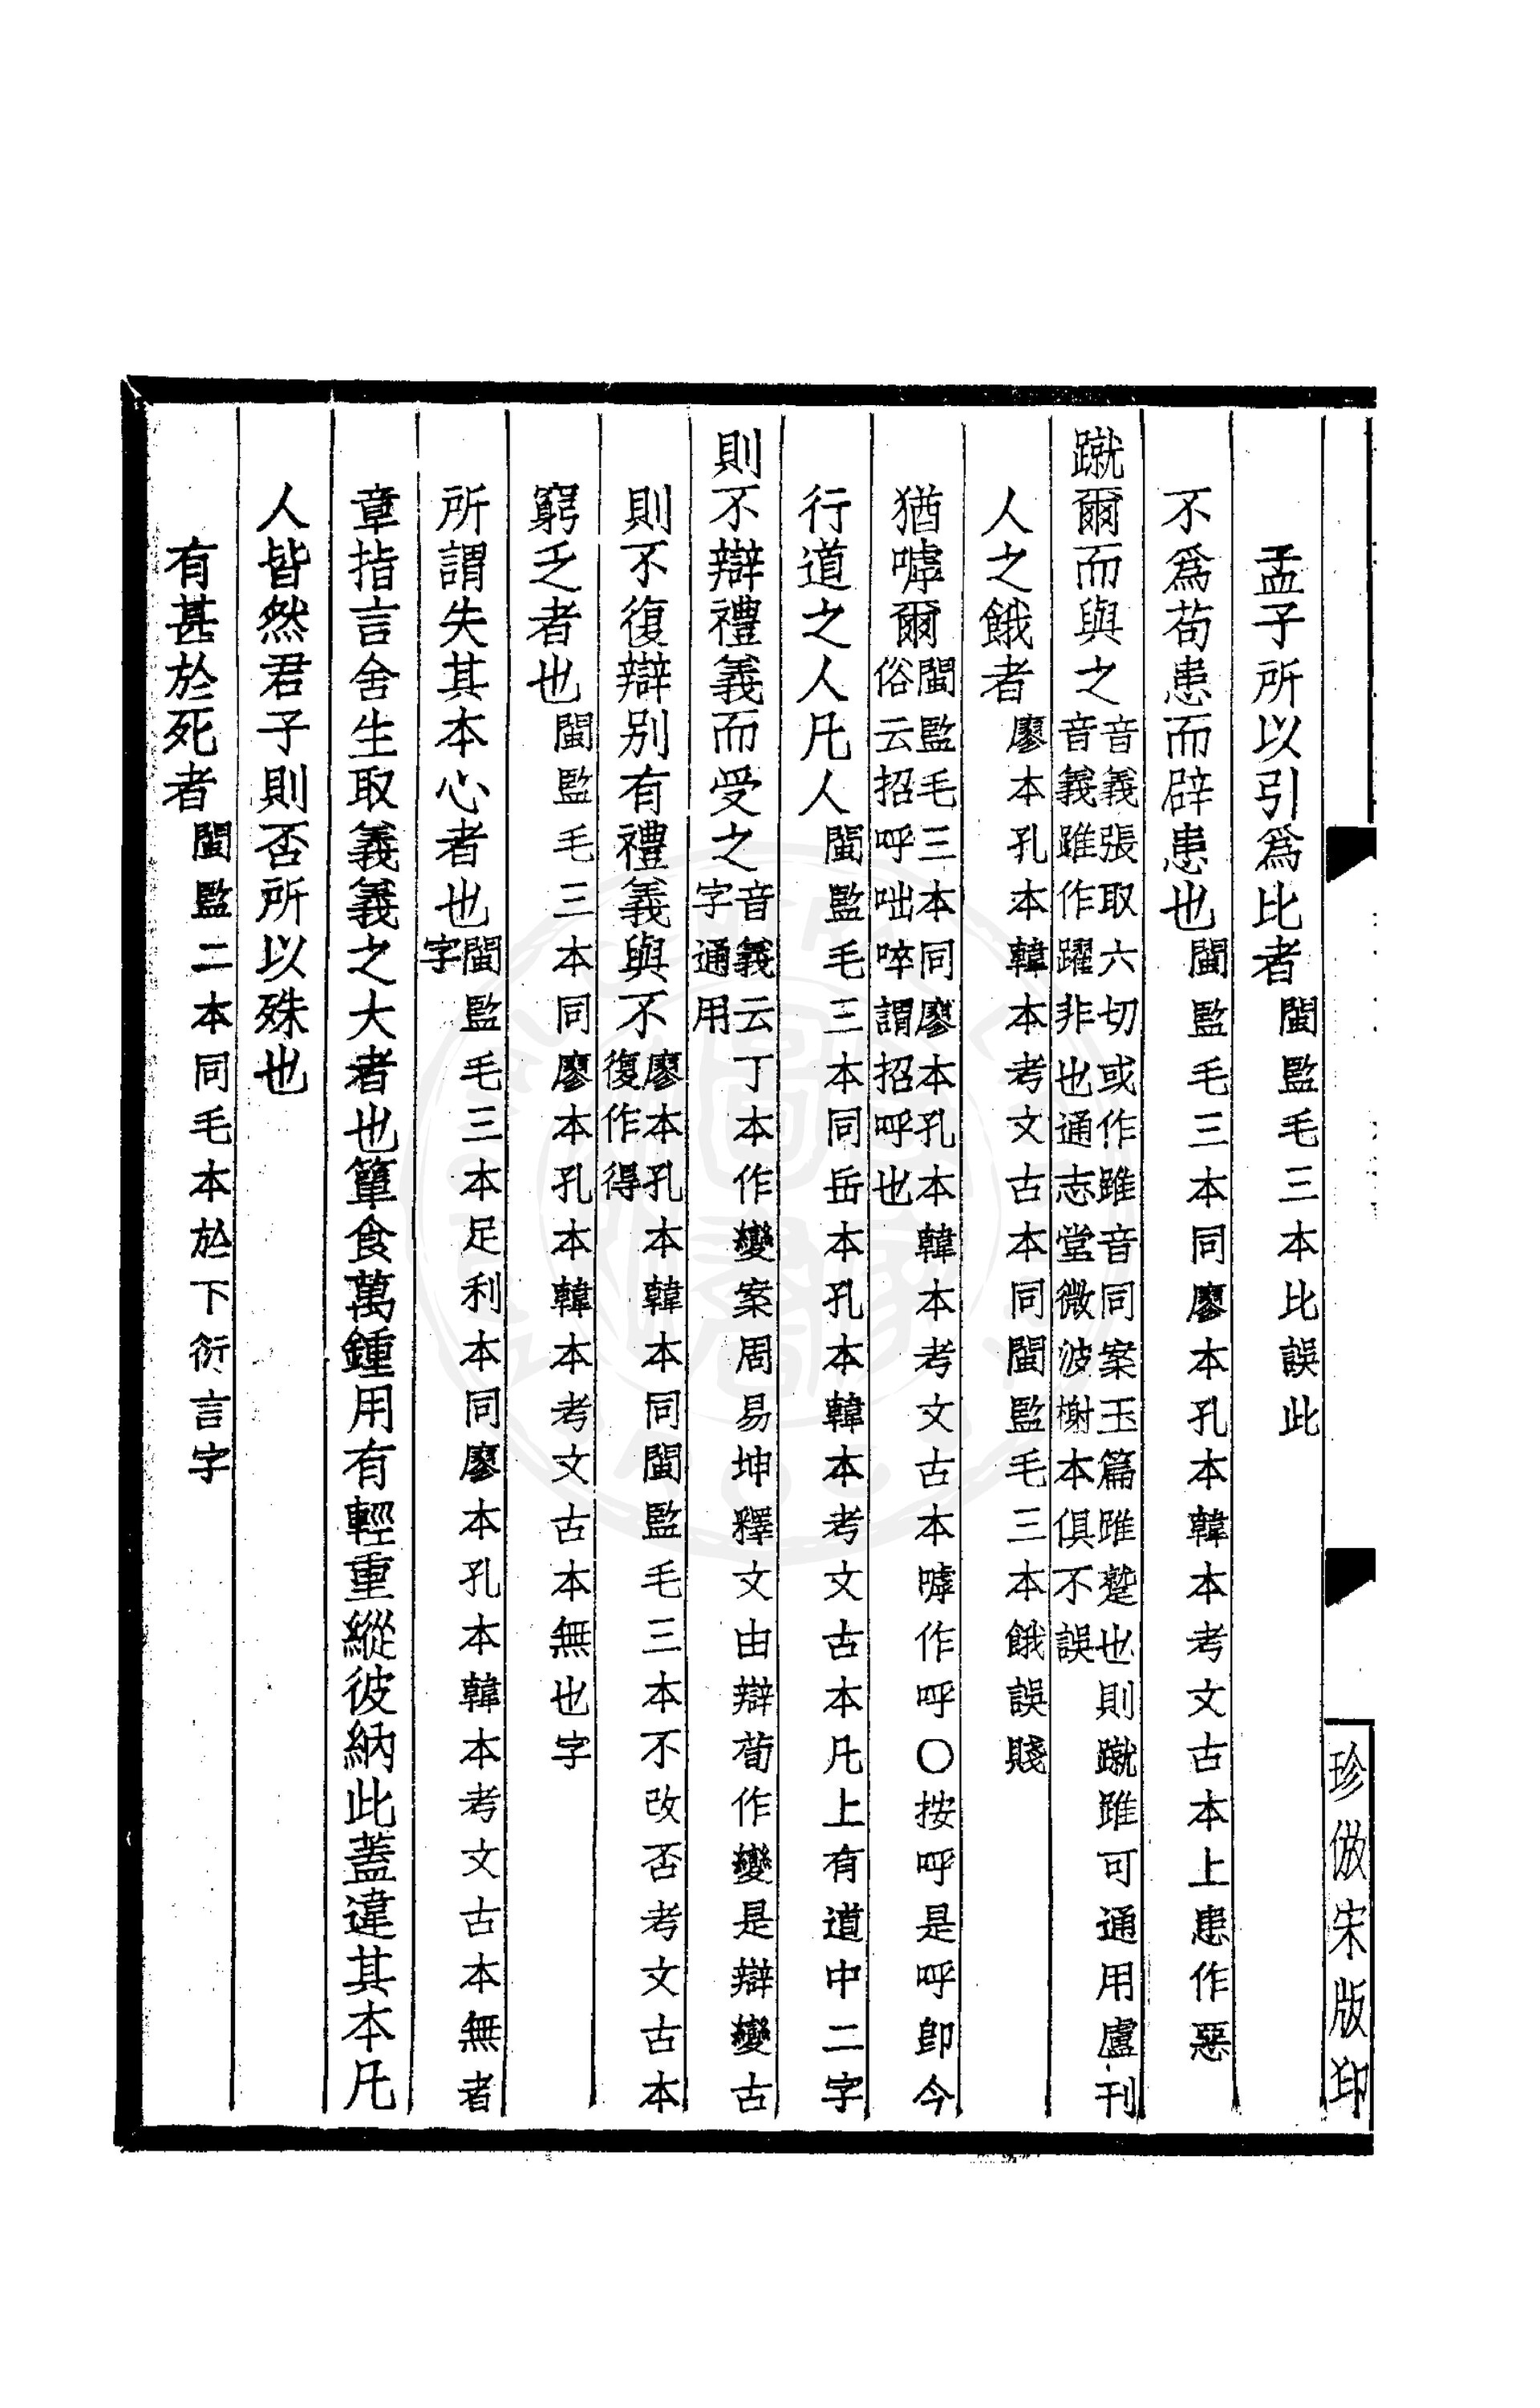 孟子所以引爲比者閩監毛三本比誤此
不爲苟患而辟患也閩監毛三本同廖本孔本韓本考文古本上患作惡
蹴爾而與之音義張取六切或作踓音同案玉篇踓蹵也則蹴踓可通用盧刊音義踓作躍非也通志堂微波榭本俱不誤
人之餓者廖本孔本韓本考文古本同閩監毛三本餓誤賤
猶嘑爾閩監毛三本同廖本孔本韓本考文古本嘑作呼〇按呼是呼卽今俗云招呼咄啐謂招呼也
行道之人凡人閩監毛三本同岳本孔本韓本考文古本凡上有道中二字
則不辯禮義而受之音義云丁本作變案周易坤釋文由辯荀作變是辯變古字通用
則不復辯别有禮義與不廖本孔本韓本同閩監毛三本不改否考文古本復作得
窮乏者也閩監毛三本同廖本孔本韓本考文古本無也字
所謂失其本心者也閩監毛三本足利本同廖本孔本韓本考文古本無者字
章指言舍生取義義之大者也簞食萬鍾用有輕重縱彼納此蓋違其本凡
人皆然君子則否所以殊也
有甚於死者閩監二本同毛本於下衍言字
珍倣宋版印